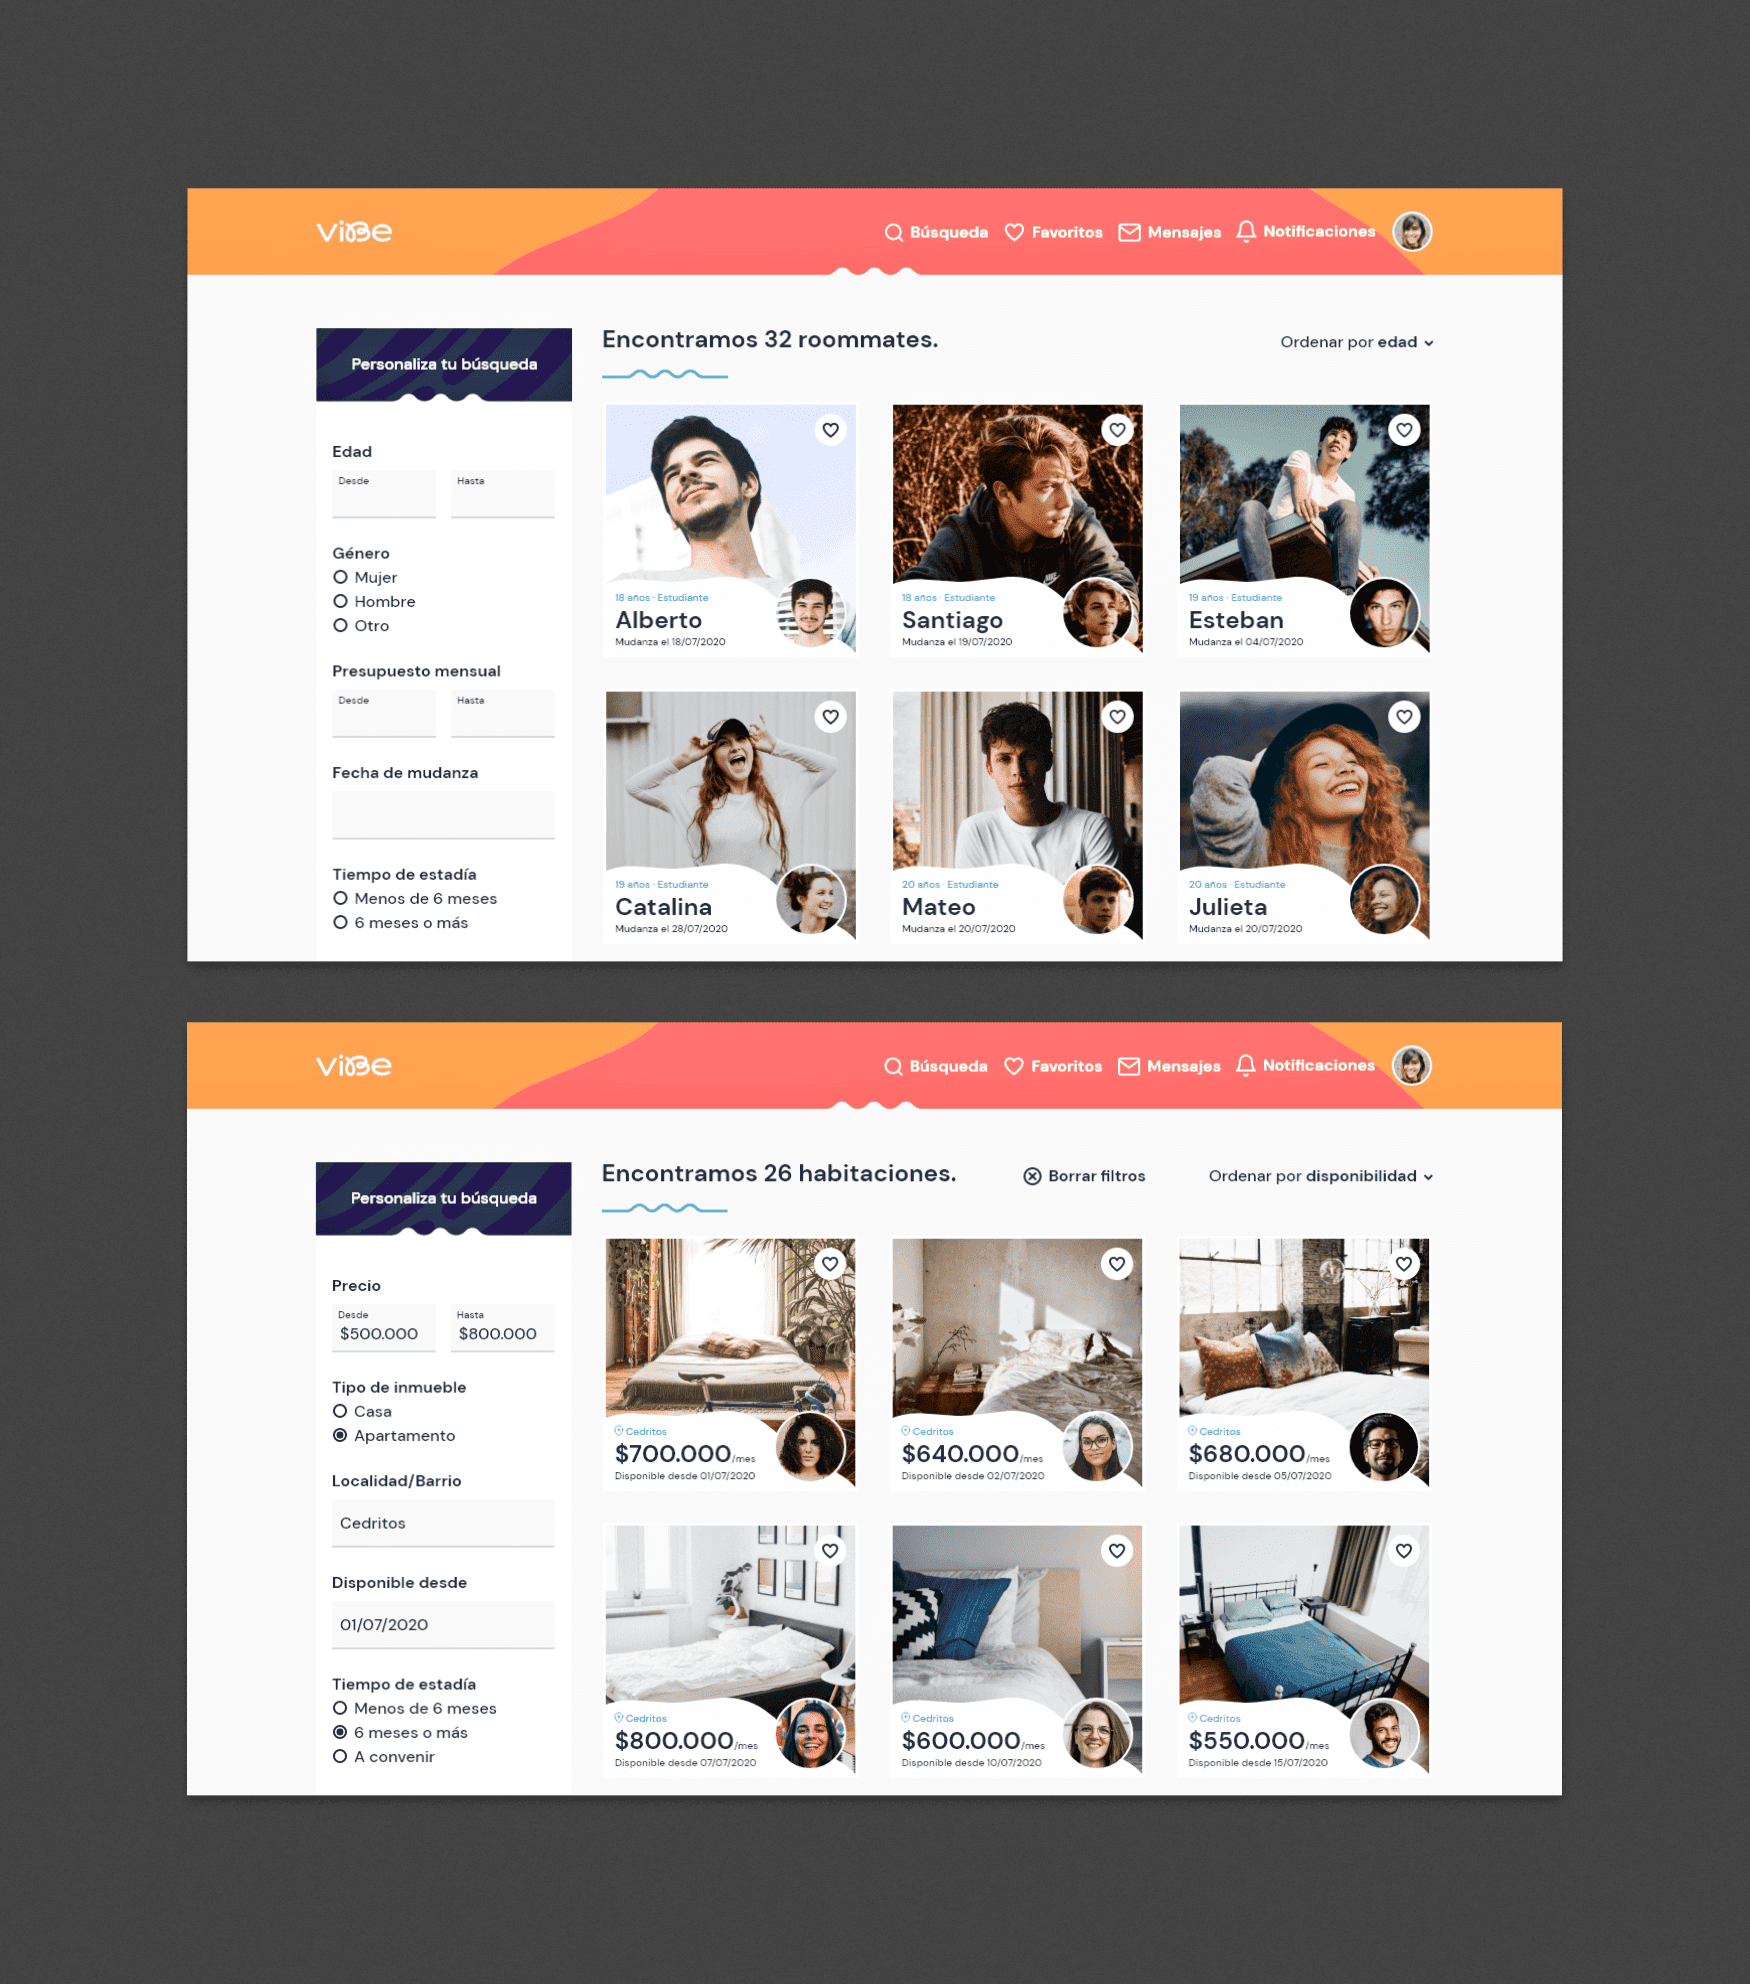 vibe
Búsqueda Favoritos Mensajes Notificaciones
Personaliza tu búsqueda
Edad
Desde Hasta
Género
Mujer
Hombre
Otro
Presupuesto mensual
Desde Hasta
Fecha de mudanza
Tiempo de estadía
Menos de 6 meses
6 meses o más
Encontramos 32 roommates.
Ordenar por edad
18 años · Estudiante
Alberto
Mudanza el 18/07/2020
18 años · Estudiante
Santiago
Mudanza el 19/07/2020
19 años · Estudiante
Esteban
Mudanza el 04/07/2020
19 años · Estudiante
Catalina
Mudanza el 28/07/2020
20 años · Estudiante
Mateo
Mudanza el 20/07/2020
20 años · Estudiante
Julieta
Mudanza el 20/07/2020
vibe
Búsqueda Favoritos Mensajes Notificaciones
Personaliza tu búsqueda
Precio
Desde Hasta
$500.000 $800.000
Tipo de inmueble
Casa
Apartamento
Localidad/Barrio
Cedritos
Disponible desde
01/07/2020
Tiempo de estadía
Menos de 6 meses
6 meses o más
A convenir
Encontramos 26 habitaciones.
Borrar filtros
Ordenar por disponibilidad
Cedritos
$700.000/mes
Disponible desde 01/07/2020
Cedritos
$640.000/mes
Disponible desde 02/07/2020
Cedritos
$680.000/mes
Disponible desde 05/07/2020
Cedritos
$800.000/mes
Disponible desde 07/07/2020
Cedritos
$600.000/mes
Disponible desde 10/07/2020
Cedritos
$550.000/mes
Disponible desde 15/07/2020